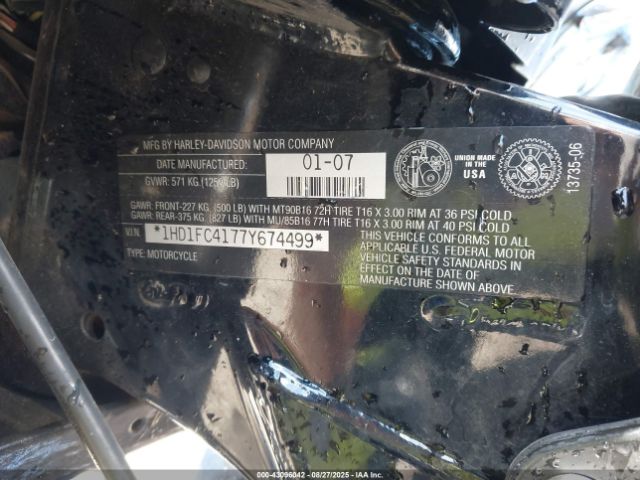 MFG BY HARLEY-DAVIDSON MOTOR COMPANY
DATE MANUFACTURED: 01-07
GVWR: 571 KG
UNION MADE
IN THE
USA
13735-06
GAWR: FRONT-227 KG (500 LB) WITH MT90B16 72H TIRE T16 X 3.00 RIM AT 36 PSI COLD
GAWR: REAR-375 KG (827 LB) WITH MU/85B16 77H TIRE T16 X 3.00 RIM AT 40 PSI COLD
V.I.N *1HD1FC4177Y674499*
TYPE: MOTORCYCLE
THIS VEHICLE CONFORMS TO ALL
APPLICABLE U.S. FEDERAL MOTOR
VEHICLE SAFETY STANDARDS IN
EFFECT ON THE DATE OF
MANUFACTURE SHOWN ABOVE.
000-43096042 - 08/27/2025 - IAA INC.